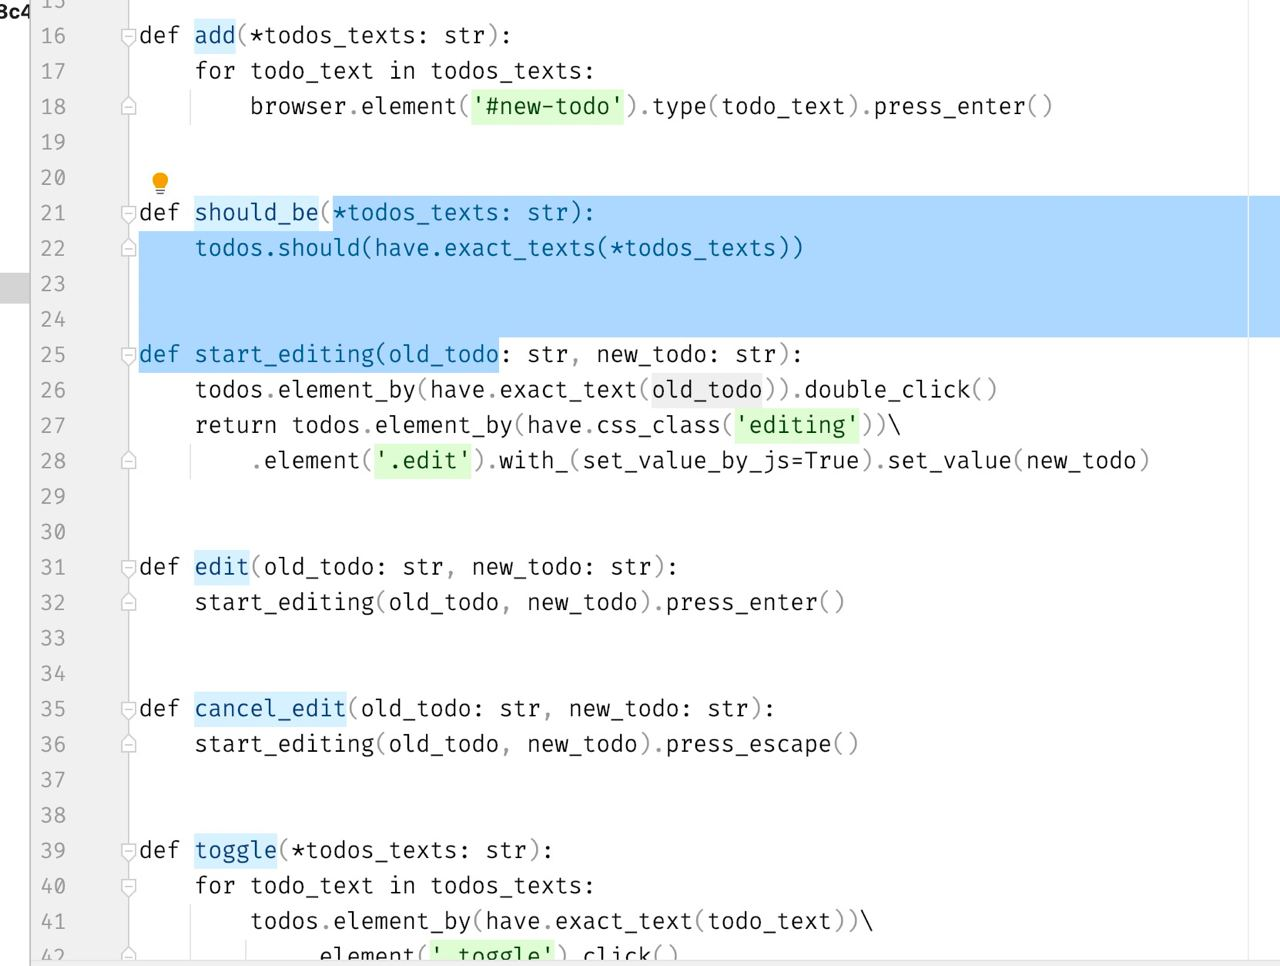 8c4
15
16 def add(*todos_texts: str):
17     for todo_text in todos_texts:
18         browser.element('#new-todo').type(todo_text).press_enter()
19
20
21 def should_be(*todos_texts: str):
22     todos.should(have.exact_texts(*todos_texts))
23
24
25 def start_editing(old_todo: str, new_todo: str):
26     todos.element_by(have.exact_text(old_todo)).double_click()
27     return todos.element_by(have.css_class('editing'))\
28         .element('.edit').with_(set_value_by_js=True).set_value(new_todo)
29
30
31 def edit(old_todo: str, new_todo: str):
32     start_editing(old_todo, new_todo).press_enter()
33
34
35 def cancel_edit(old_todo: str, new_todo: str):
36     start_editing(old_todo, new_todo).press_escape()
37
38
39 def toggle(*todos_texts: str):
40     for todo_text in todos_texts:
41         todos.element_by(have.exact_text(todo_text))\
42             .element('.toggle').click()